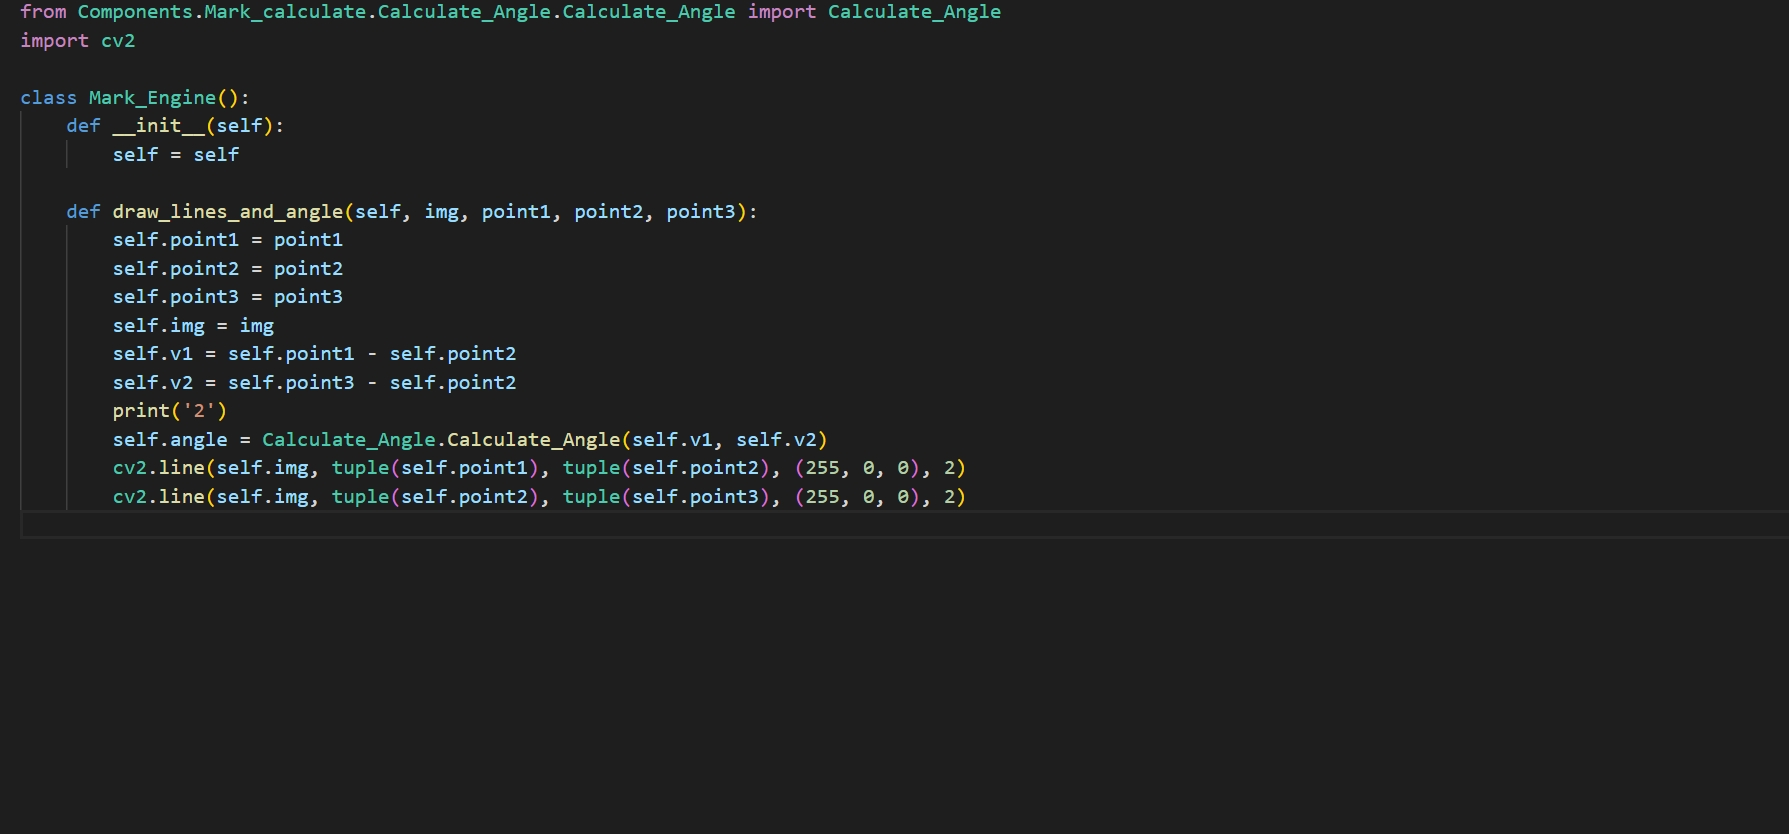 from Components.Mark_calculate.Calculate_Angle.Calculate_Angle import Calculate_Angle
import cv2

class Mark_Engine():
    def __init__(self):
        self = self

    def draw_lines_and_angle(self, img, point1, point2, point3):
        self.point1 = point1
        self.point2 = point2
        self.point3 = point3
        self.img = img
        self.v1 = self.point1 - self.point2
        self.v2 = self.point3 - self.point2
        print('2')
        self.angle = Calculate_Angle.Calculate_Angle(self.v1, self.v2)
        cv2.line(self.img, tuple(self.point1), tuple(self.point2), (255, 0, 0), 2)
        cv2.line(self.img, tuple(self.point2), tuple(self.point3), (255, 0, 0), 2)